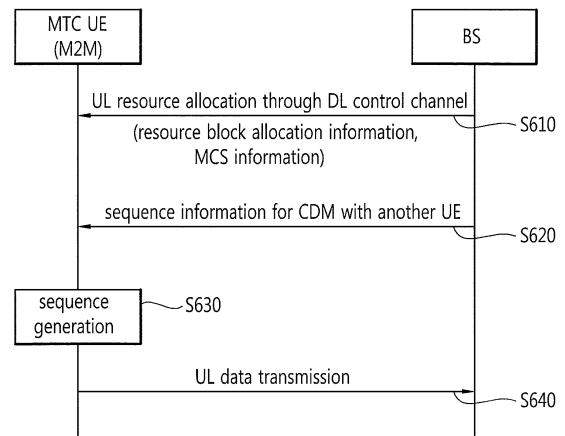 MTC UE
(M2M)
BS
UL resource allocation through DL control channel
(resource block allocation information,
MCS information)
S610
sequence information for CDM with another UE
S620
sequence
generation
S630
UL data transmission
S640